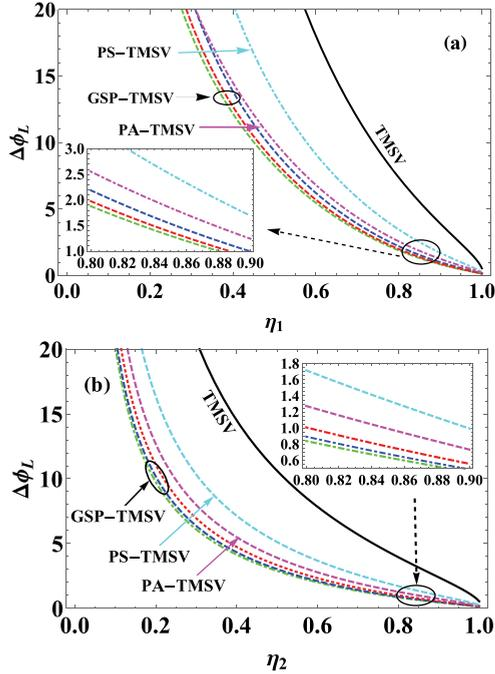 20
15
10
5
0
Δϕ_L
(a)
PS−TMSV
GSP−TMSV
PA−TMSV
TMSV
3.0
2.5
2.0
1.5
1.0
0.80 0.82 0.84 0.86 0.88 0.90
0.0 0.2 0.4 0.6 0.8 1.0
η₁
20
15
10
5
0
Δϕ_L
(b)
TMSV
GSP−TMSV
PS−TMSV
PA−TMSV
1.8
1.6
1.4
1.2
1.0
0.8
0.6
0.80 0.82 0.84 0.86 0.88 0.90
0.0 0.2 0.4 0.6 0.8 1.0
η₂